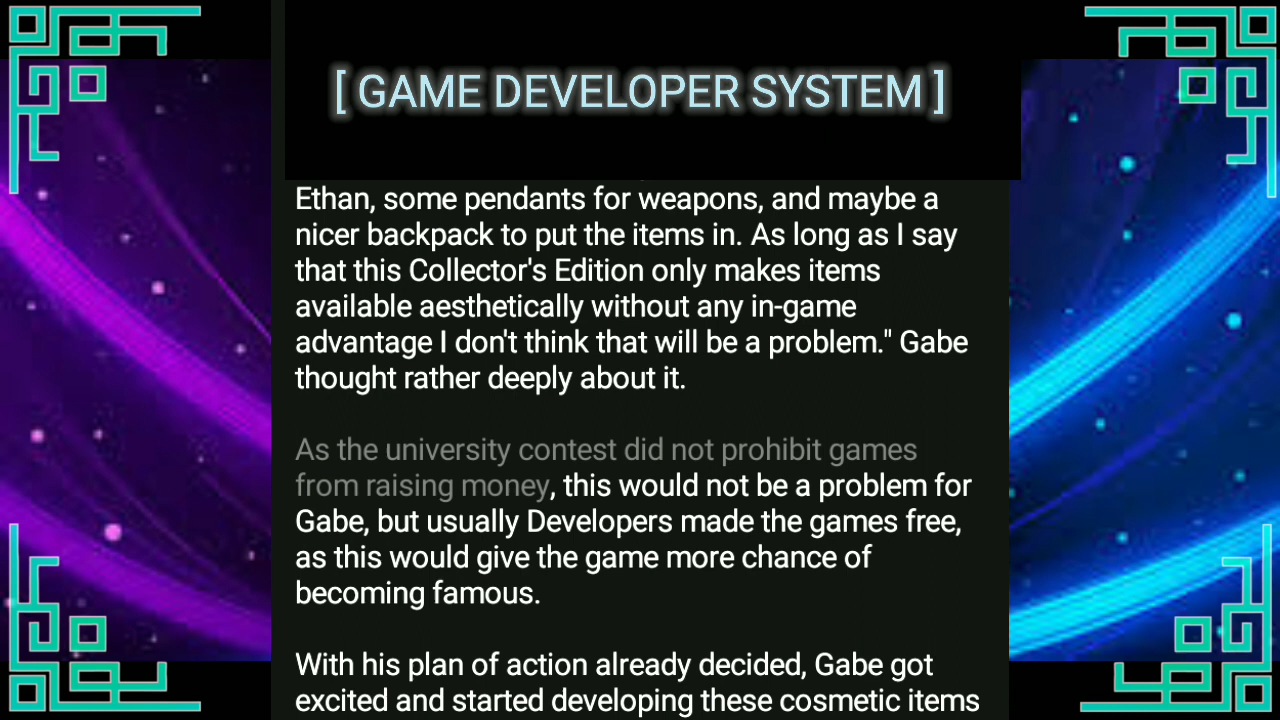 [ GAME DEVELOPER SYSTEM ]
Ethan, some pendants for weapons, and maybe a
nicer backpack to put the items in. As long as I say
that this Collector's Edition only makes items
available aesthetically without any in-game
advantage I don't think that will be a problem." Gabe
thought rather deeply about it.
As the university contest did not prohibit games
from raising money, this would not be a problem for
Gabe, but usually Developers made the games free,
as this would give the game more chance of
becoming famous.
With his plan of action already decided, Gabe got
excited and started developing these cosmetic items